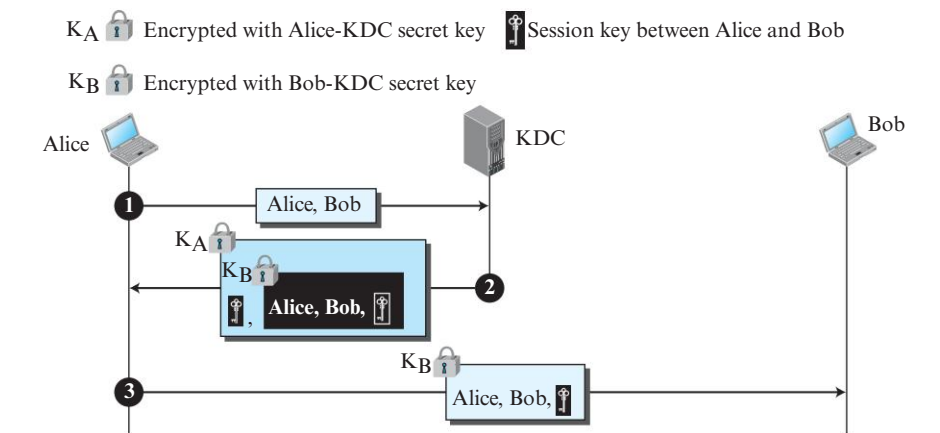 KA Encrypted with Alice-KDC secret key Session key between Alice and Bob
KB Encrypted with Bob-KDC secret key
Alice
KDC
Bob
1
Alice, Bob
KA
KB
, Alice, Bob,
2
KB
3
Alice, Bob,